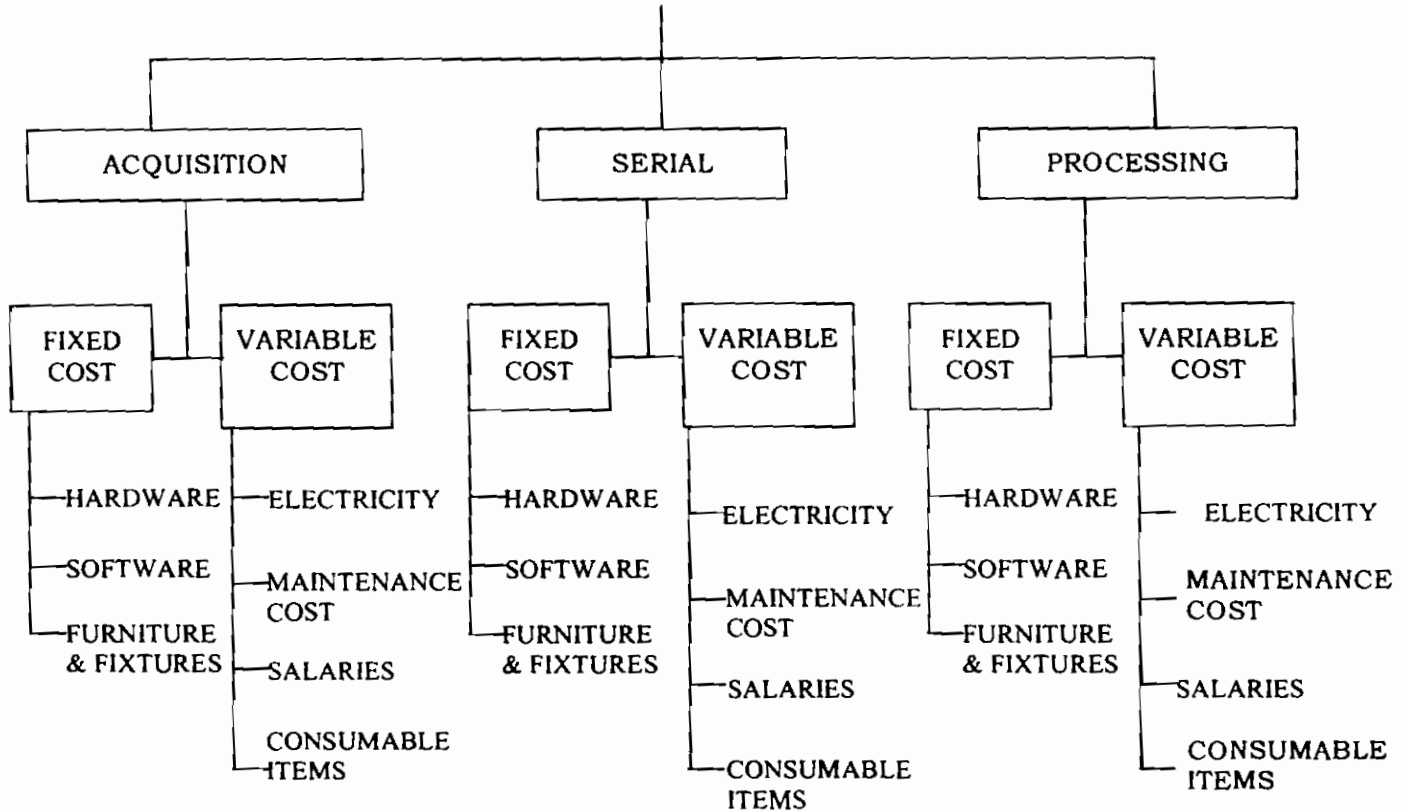 ACQUISITION
SERIAL
PROCESSING
FIXED
COST
VARIABLE
COST
HARDWARE
SOFTWARE
FURNITURE
& FIXTURES
ELECTRICITY
MAINTENANCE
COST
SALARIES
CONSUMABLE
ITEMS
FIXED
COST
VARIABLE
COST
HARDWARE
SOFTWARE
FURNITURE
& FIXTURES
ELECTRICITY
MAINTENANCE
COST
SALARIES
CONSUMABLE
ITEMS
FIXED
COST
VARIABLE
COST
HARDWARE
SOFTWARE
FURNITURE
& FIXTURES
ELECTRICITY
MAINTENANCE
COST
SALARIES
CONSUMABLE
ITEMS